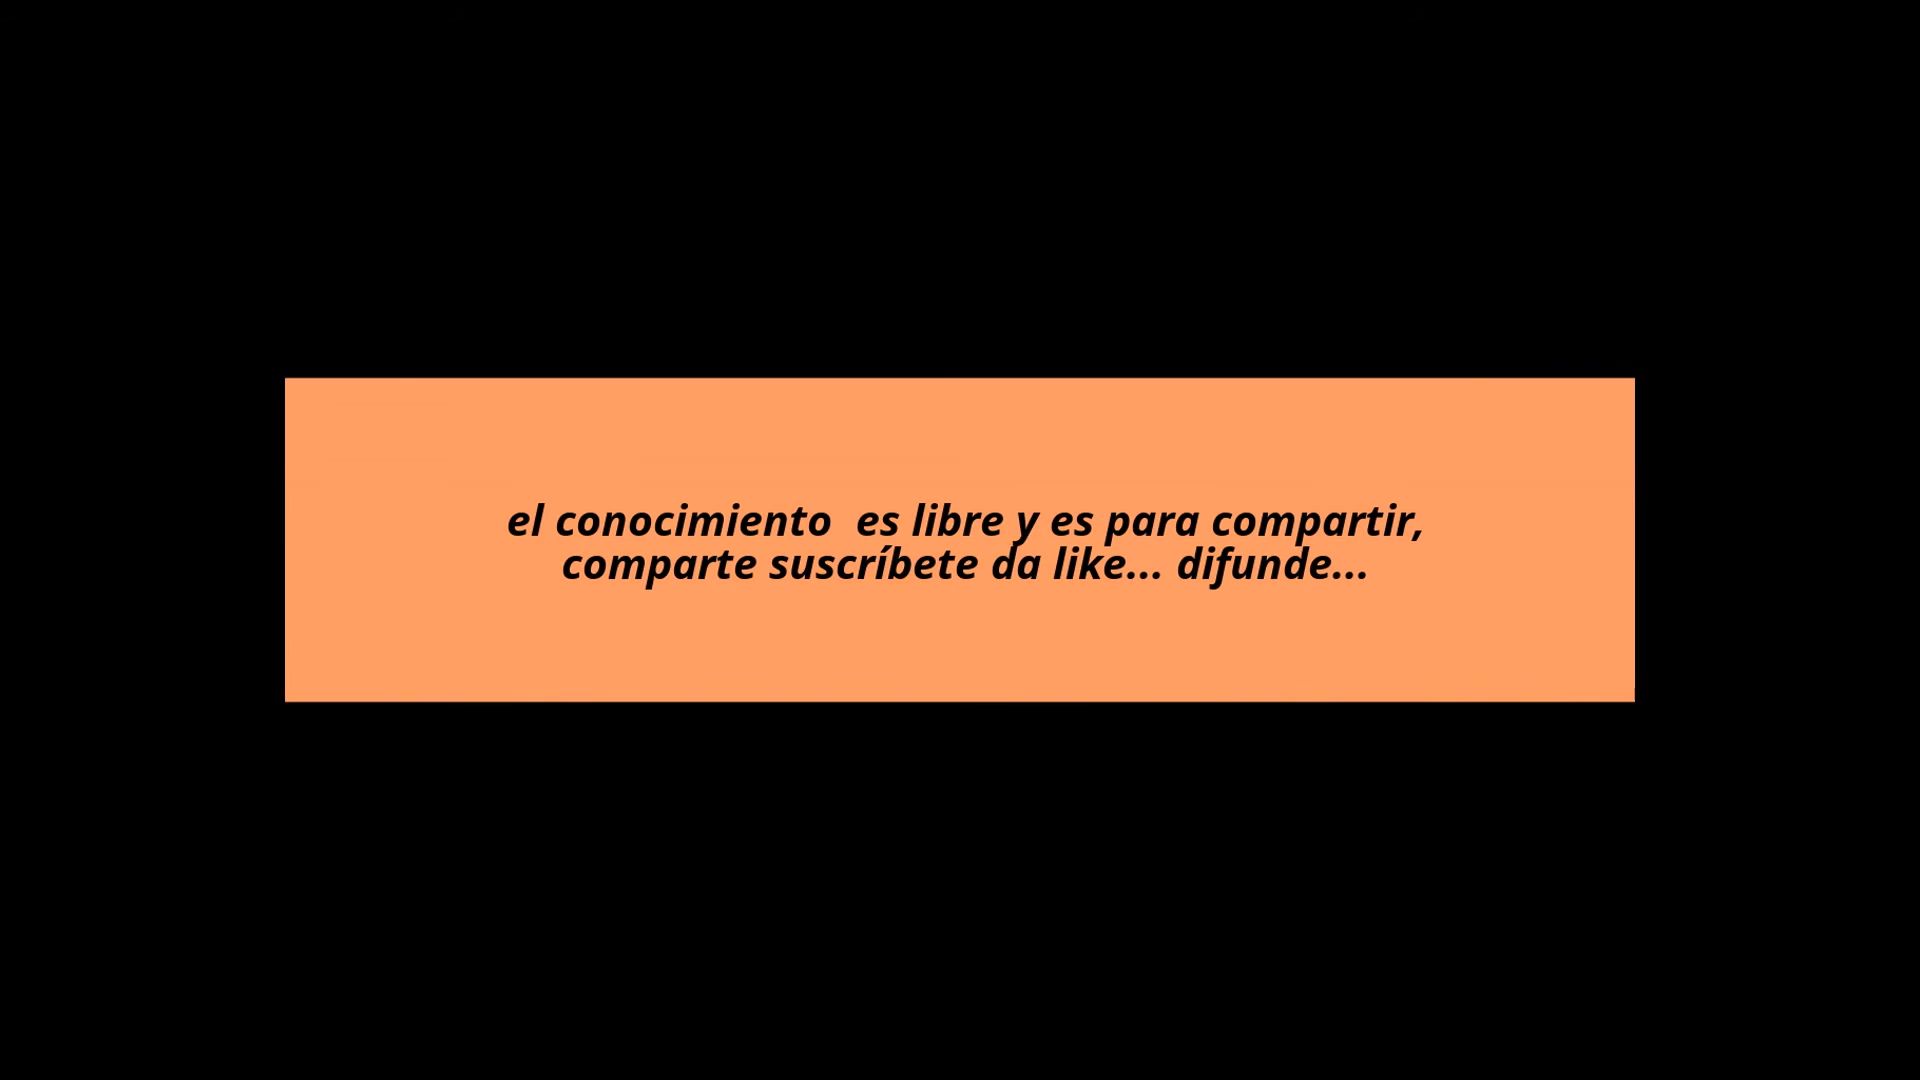 el conocimiento  es libre y es para compartir,
comparte suscríbete da like... difunde...